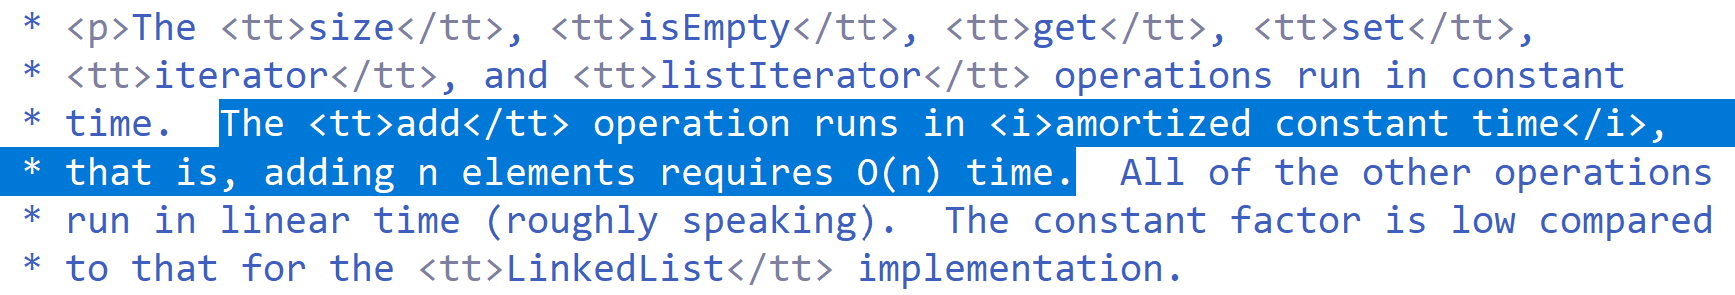 * <p>The <tt>size</tt>, <tt>isEmpty</tt>, <tt>get</tt>, <tt>set</tt>,
* <tt>iterator</tt>, and <tt>listIterator</tt> operations run in constant
* time.  The <tt>add</tt> operation runs in <i>amortized constant time</i>,
* that is, adding n elements requires O(n) time.  All of the other operations
* run in linear time (roughly speaking).  The constant factor is low compared
* to that for the <tt>LinkedList</tt> implementation.